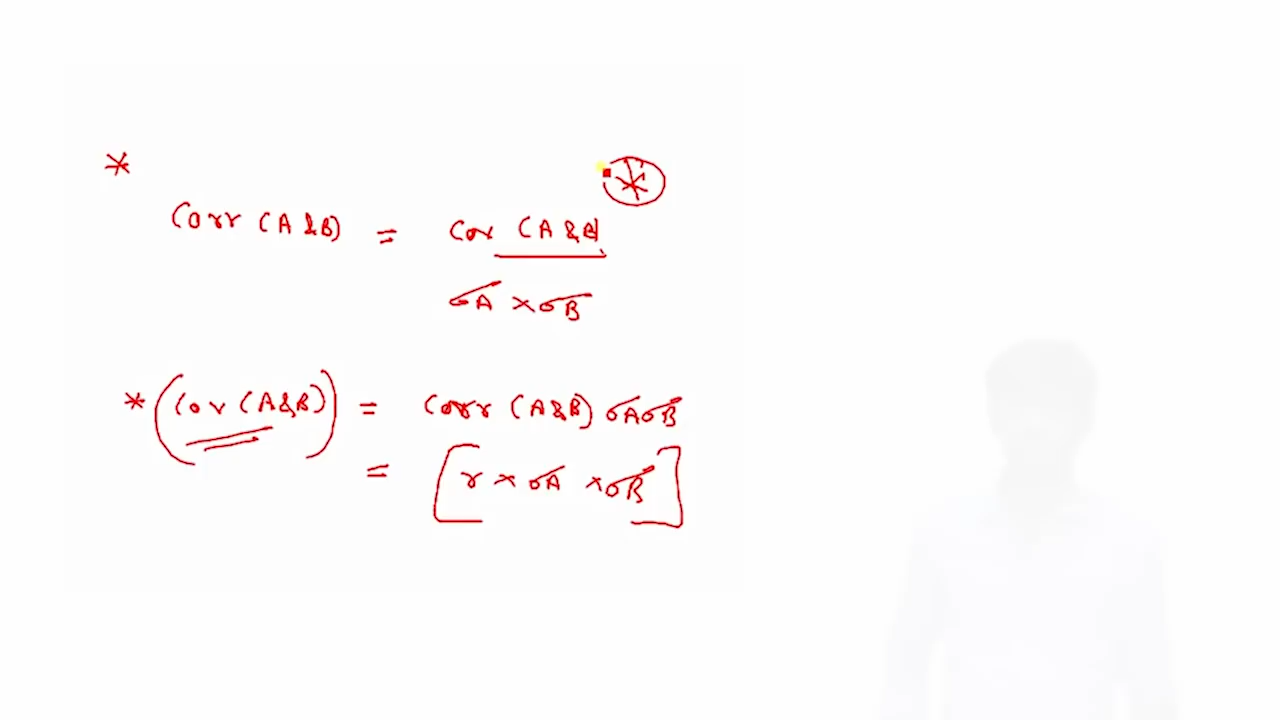 *
Corr (A & B) = Cov (A & B) *
σA × σB
* (Cov (A & B)) = Corr (A & B) σA σB
= [r × σA × σB]